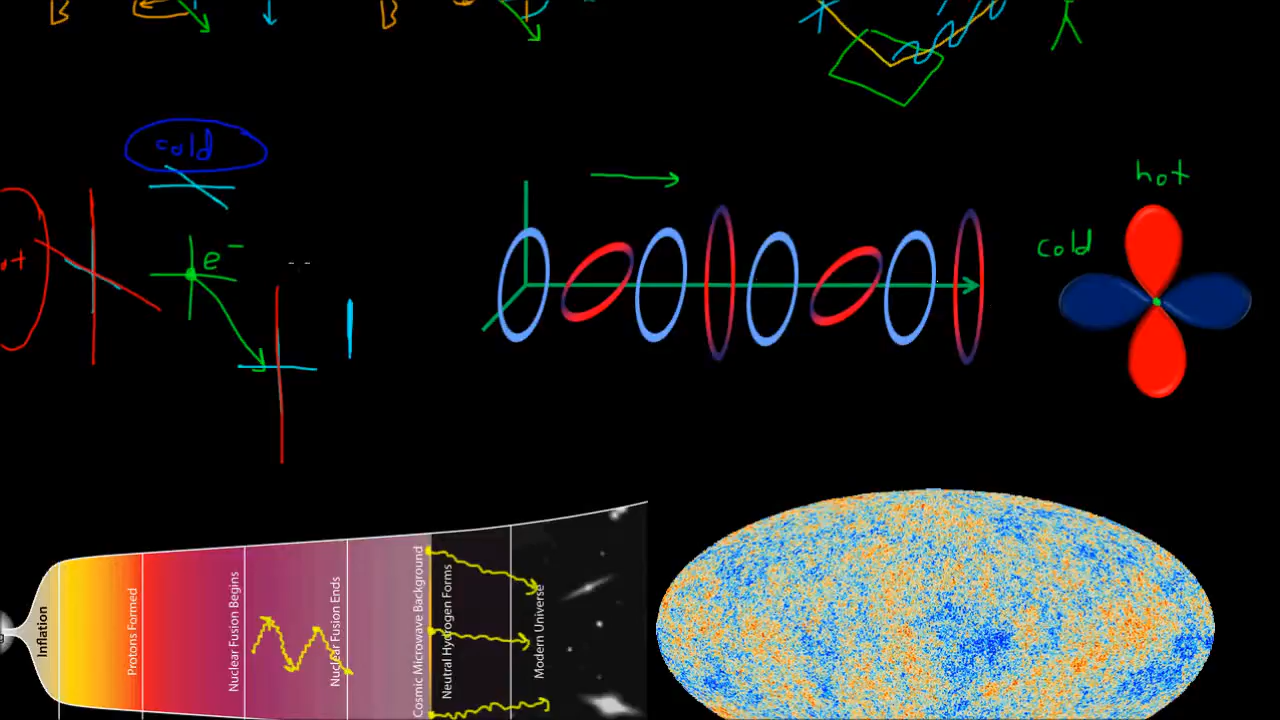 B
B
cold
hot
cold
e⁻
ot
Inflation
Protons Formed
Nuclear Fusion Begins
Nuclear Fusion Ends
Cosmic Microwave Background
Neutral Hydrogen Forms
Modern Universe